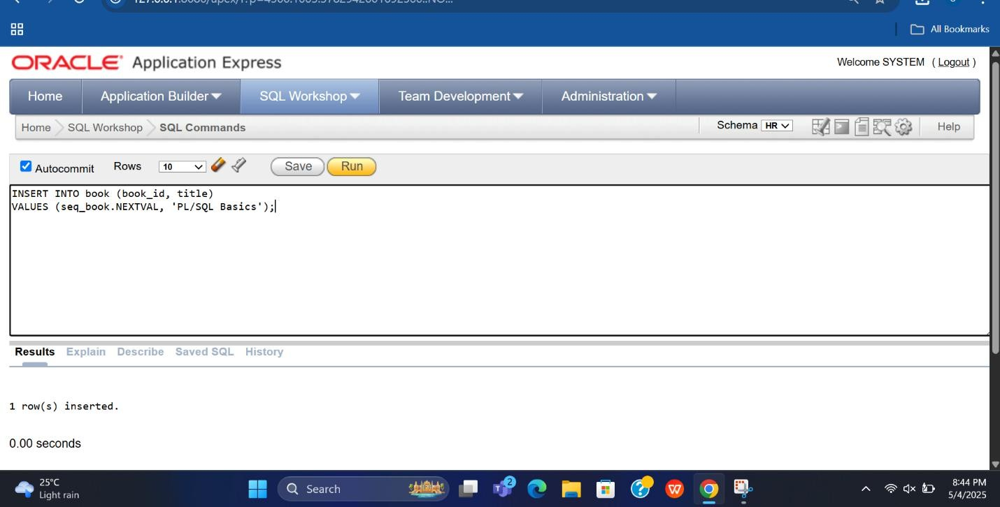 All Bookmarks
ORACLE Application Express
Welcome SYSTEM ( Logout )
Home Application Builder SQL Workshop Team Development Administration
Home SQL Workshop SQL Commands Schema HR Help
Autocommit Rows 10 Save Run
INSERT INTO book (book_id, title)
VALUES (seq_book.NEXTVAL, 'PL/SQL Basics');
Results Explain Describe Saved SQL History
1 row(s) inserted.
0.00 seconds
25°C
Light rain
Search
2
8:44 PM
5/4/2025